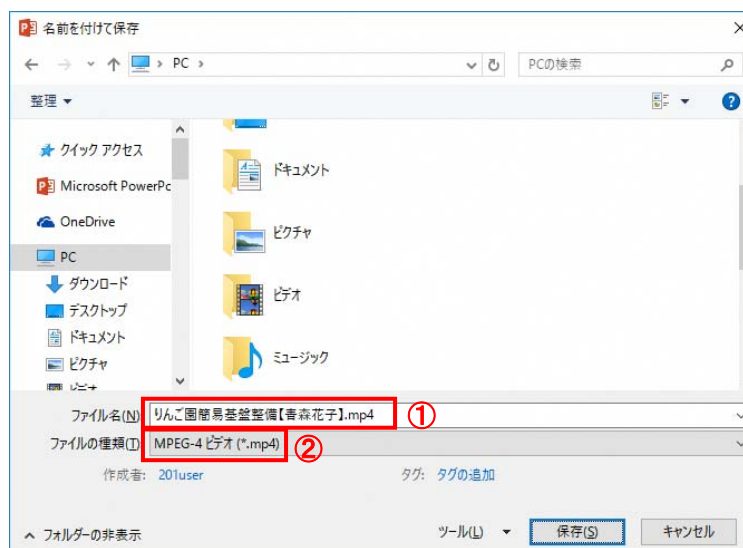 名前を付けて保存
PC
PCの検索
整理
クイック アクセス
Microsoft PowerPc
OneDrive
PC
ダウンロード
デスクトップ
ドキュメント
ピクチャ
ビデオ
ドキュメント
ピクチャ
ビデオ
ミュージック
ファイル名(N): りんご園簡易基盤整備【青森花子】.mp4 ①
ファイルの種類(T): MPEG-4 ビデオ (*.mp4) ②
作成者: 201user タグ: タグの追加
フォルダーの非表示 ツール(L) 保存(S) キャンセル